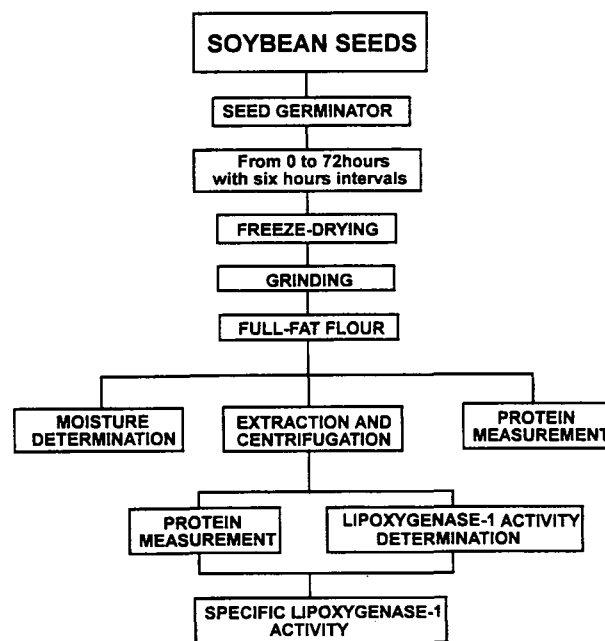 SOYBEAN SEEDS
SEED GERMINATOR
From 0 to 72hours
with six hours intervals
FREEZE-DRYING
GRINDING
FULL-FAT FLOUR
MOISTURE
DETERMINATION
EXTRACTION AND
CENTRIFUGATION
PROTEIN
MEASUREMENT
PROTEIN
MEASUREMENT
LIPOXYGENASE-1 ACTIVITY
DETERMINATION
SPECIFIC LIPOXYGENASE-1
ACTIVITY